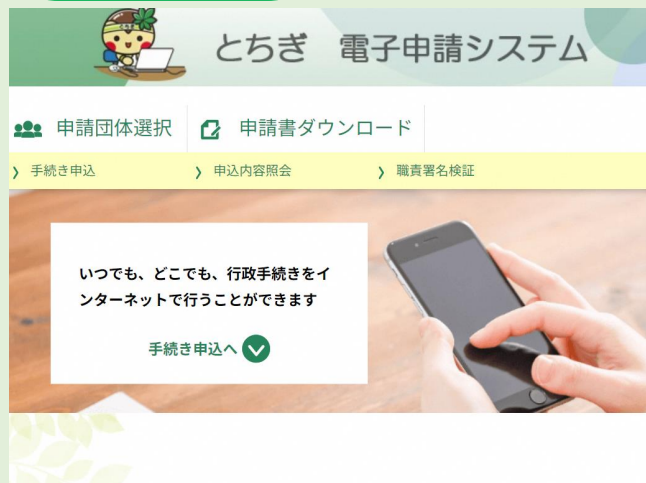 とちぎ　電子申請システム
申請団体選択
申請書ダウンロード
手続き申込
申込内容照会
職責署名検証
いつでも、どこでも、行政手続きをイ
ンターネットで行うことができます
手続き申込へ